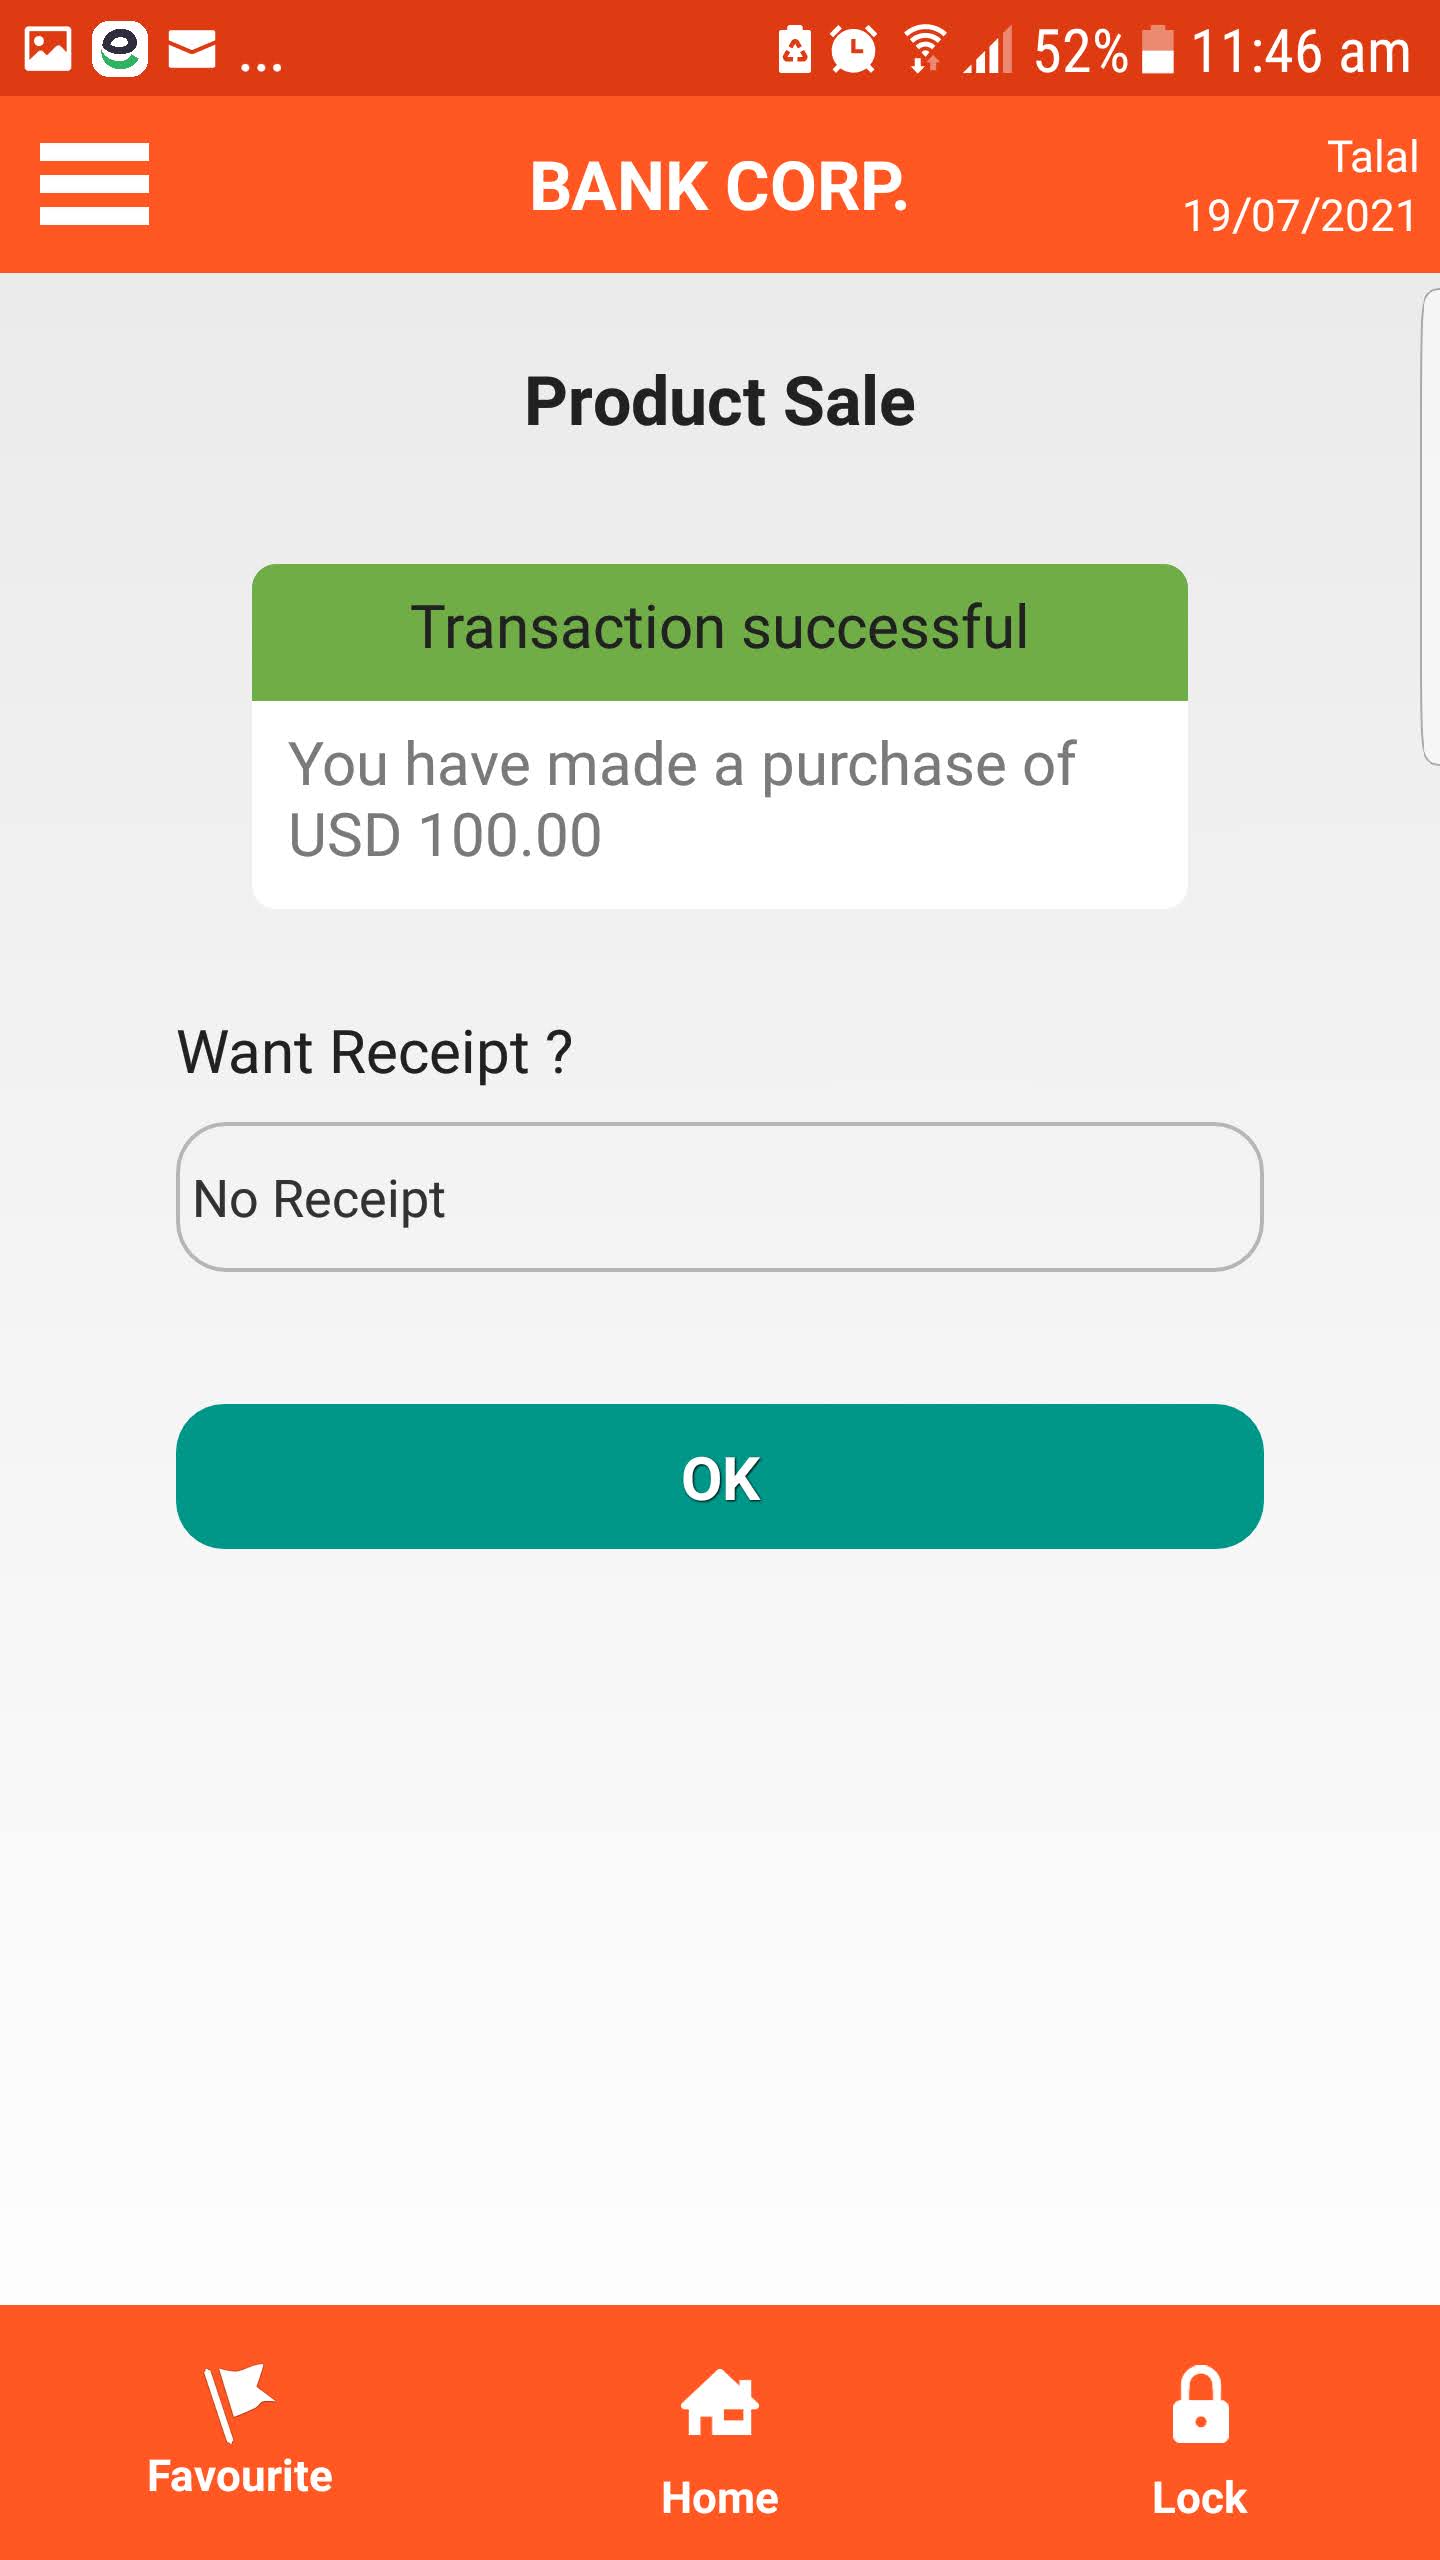 ... 52% 11:46 am
BANK CORP.
Talal
19/07/2021
Product Sale
Transaction successful
You have made a purchase of
USD 100.00
Want Receipt ?
No Receipt
OK
Favourite
Home
Lock